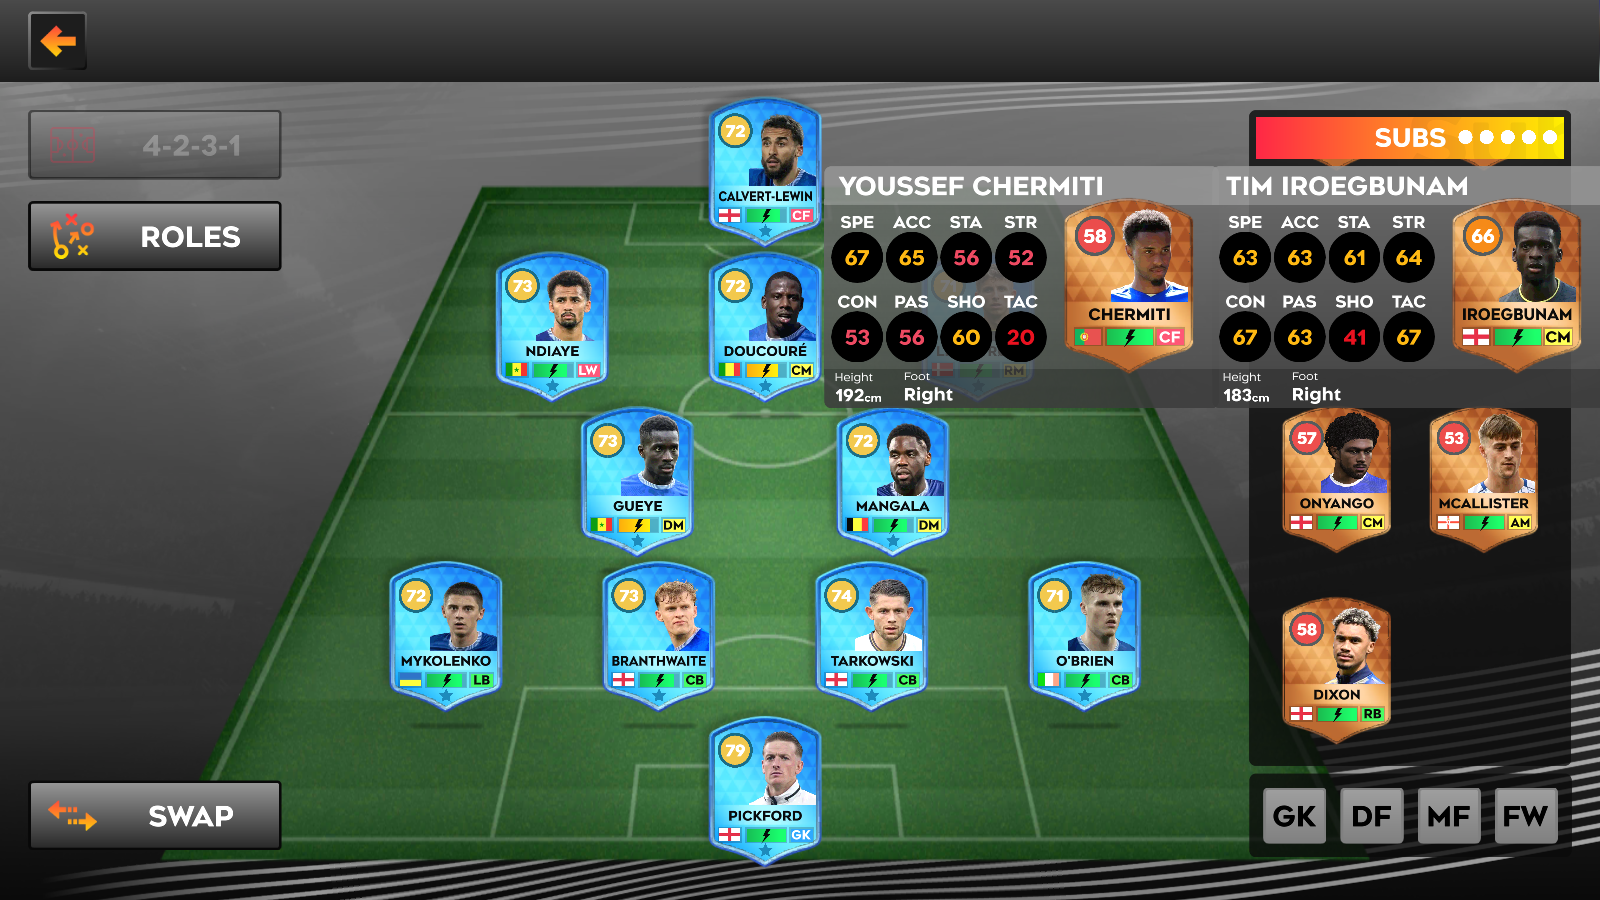 4-2-3-1
ROLES
SUBS
YOUSSEF CHERMITI
SPE ACC STA STR
67 65 56 52
CON PAS SHO TAC
53 56 60 20
Height Foot
192cm Right
58
CHERMITI
CF
TIM IROEGBUNAM
SPE ACC STA STR
63 63 61 64
CON PAS SHO TAC
67 63 41 67
Height Foot
183cm Right
66
IROEGBUNAM
CM
72
CALVERT-LEWIN
CF
73
NDIAYE
LW
72
DOUCOURÉ
CM
RM
73
GUEYE
DM
72
MANGALA
DM
57
ONYANGO
CM
53
MCALLISTER
AM
72
MYKOLENKO
LB
73
BRANTHWAITE
CB
74
TARKOWSKI
CB
71
O'BRIEN
CB
58
DIXON
RB
79
PICKFORD
GK
SWAP
GK DF MF FW